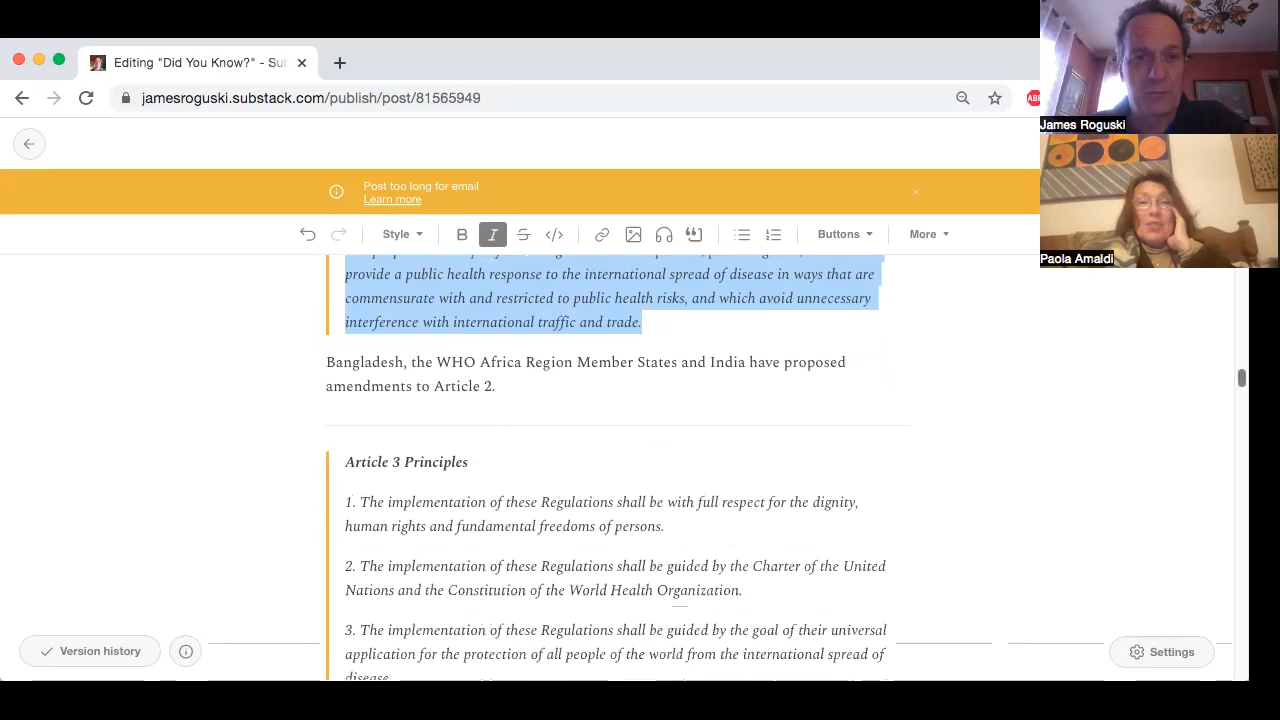 Editing "Did You Know?" - Sub
jamesroguski.substack.com/publish/post/81565949
ABP
James Roguski
Paola Amaldi
Post too long for email
Learn more
Style
B
I
S
Buttons
More
provide a public health response to the international spread of disease in ways that are
commensurate with and restricted to public health risks, and which avoid unnecessary
interference with international traffic and trade.
Bangladesh, the WHO Africa Region Member States and India have proposed
amendments to Article 2.
Article 3 Principles
1. The implementation of these Regulations shall be with full respect for the dignity,
human rights and fundamental freedoms of persons.
2. The implementation of these Regulations shall be guided by the Charter of the United
Nations and the Constitution of the World Health Organization.
3. The implementation of these Regulations shall be guided by the goal of their universal
application for the protection of all people of the world from the international spread of
disease
Version history
Settings